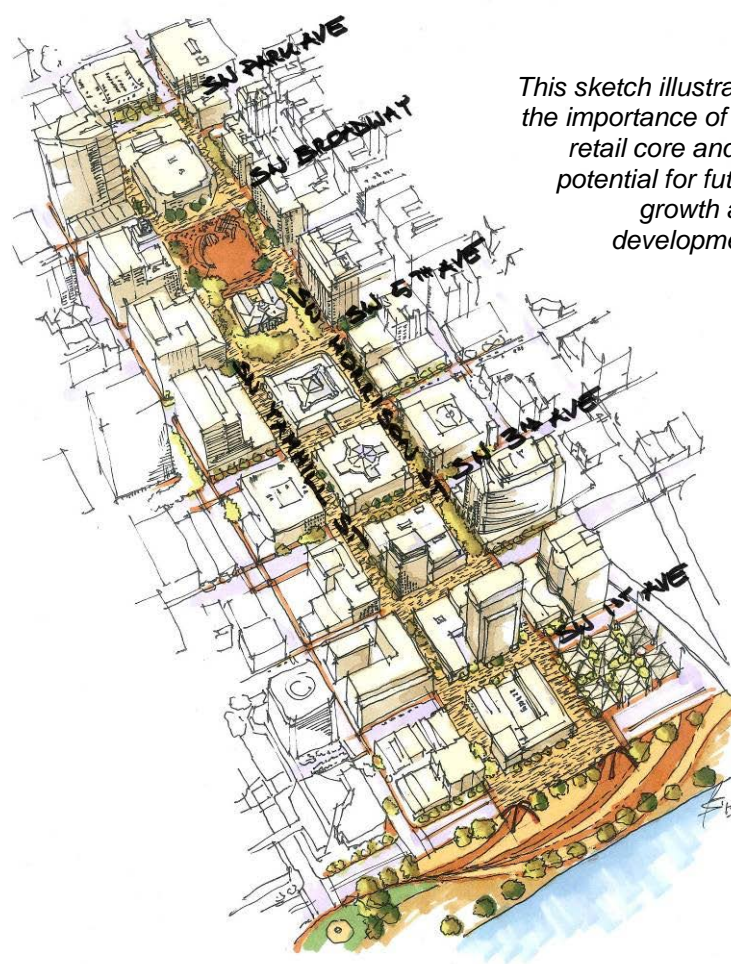 This sketch illustra
the importance of
retail core and
potential for fut
growth a
developme
SW PARK AVE
SW BROADWAY
SW 5TH AVE
SW MORRISON ST
SW YAMHILL ST
SW 3rd AVE
SW 1ST AVE